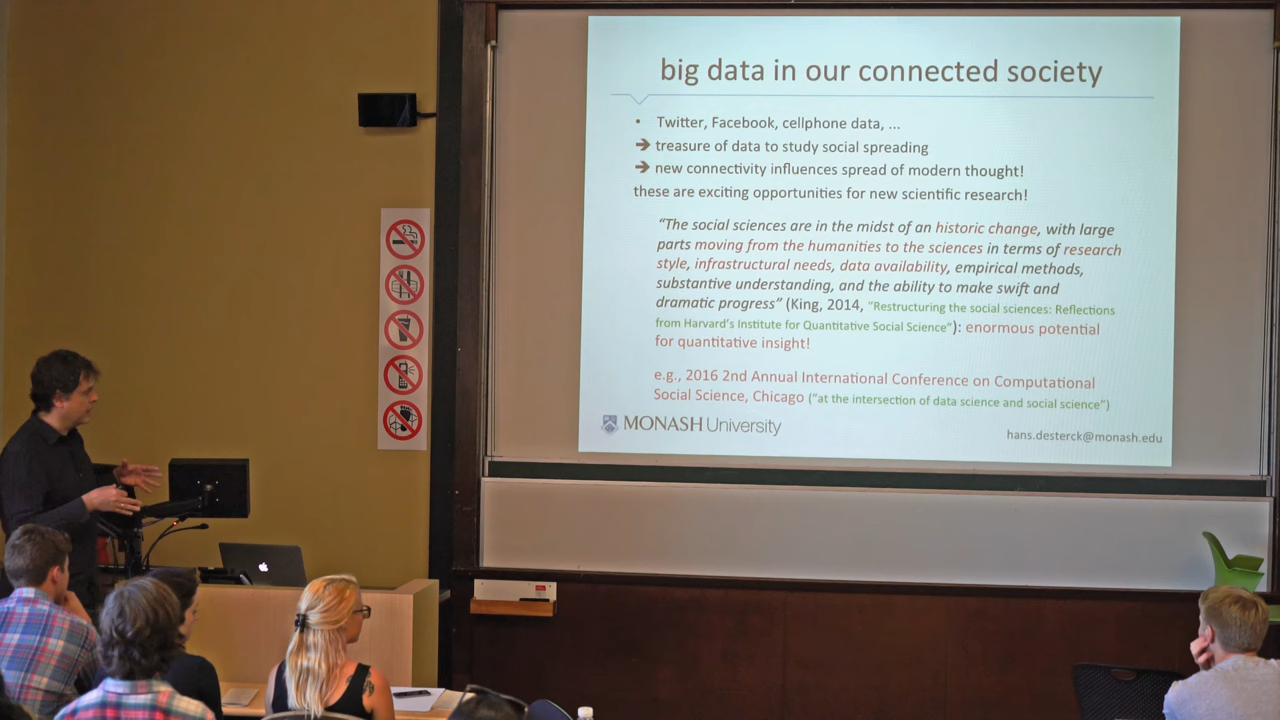 big data in our connected society
• Twitter, Facebook, cellphone data, ...
➔ treasure of data to study social spreading
➔ new connectivity influences spread of modern thought!
these are exciting opportunities for new scientific research!
“The social sciences are in the midst of an historic change, with large
parts moving from the humanities to the sciences in terms of research
style, infrastructural needs, data availability, empirical methods,
substantive understanding, and the ability to make swift and
dramatic progress” (King, 2014, “Restructuring the social sciences: Reflections
from Harvard’s Institute for Quantitative Social Science”): enormous potential
for quantitative insight!
e.g., 2016 2nd Annual International Conference on Computational
Social Science, Chicago (“at the intersection of data science and social science”)
MONASH University
hans.desterck@monash.edu